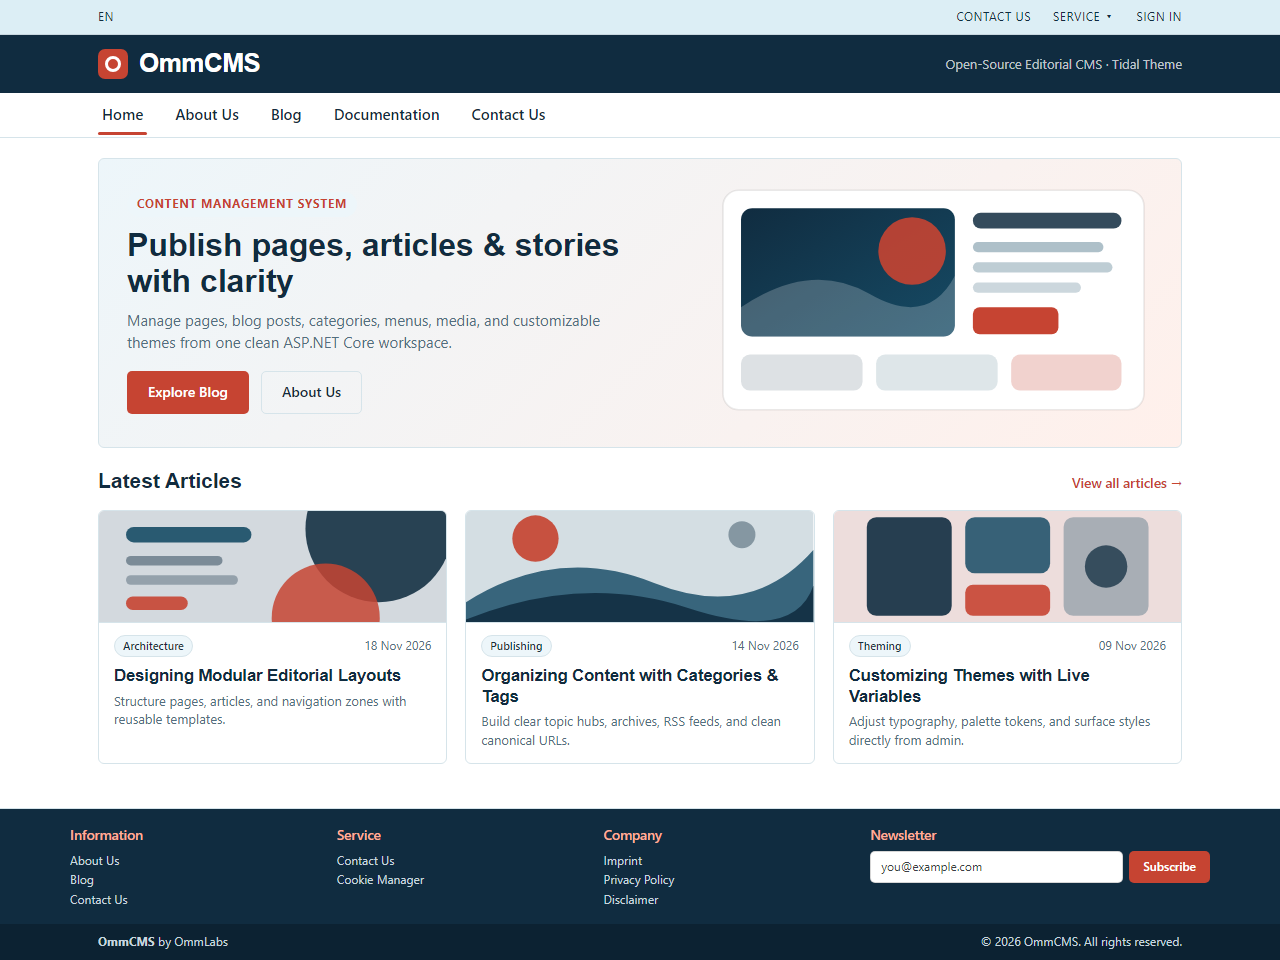 EN
CONTACT US
SERVICE ▾
SIGN IN
OmmCMS
Open-Source Editorial CMS · Tidal Theme
Home
About Us
Blog
Documentation
Contact Us
CONTENT MANAGEMENT SYSTEM
Publish pages, articles & stories
with clarity
Manage pages, blog posts, categories, menus, media, and customizable
themes from one clean ASP.NET Core workspace.
Explore Blog
About Us
Latest Articles
View all articles →
Architecture
18 Nov 2026
Designing Modular Editorial Layouts
Structure pages, articles, and navigation zones with
reusable templates.
Publishing
14 Nov 2026
Organizing Content with Categories &
Tags
Build clear topic hubs, archives, RSS feeds, and clean
canonical URLs.
Theming
09 Nov 2026
Customizing Themes with Live
Variables
Adjust typography, palette tokens, and surface styles
directly from admin.
Information
About Us
Blog
Contact Us
Service
Contact Us
Cookie Manager
Company
Imprint
Privacy Policy
Disclaimer
Newsletter
you@example.com
Subscribe
OmmCMS by OmmLabs
© 2026 OmmCMS. All rights reserved.